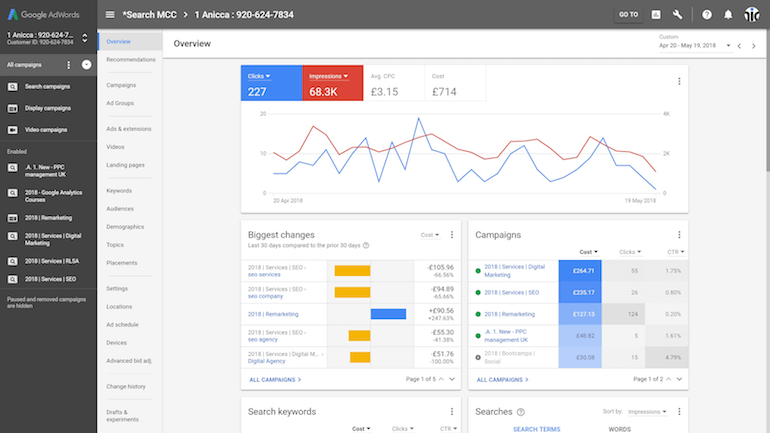 Google AdWords
*Search MCC > 1 Anicca : 920-624-7834
GO TO
1 Anicca : 920-624-7...
Customer ID: 920-624-7834
All campaigns
Search campaigns
Display campaigns
Video campaigns
Enabled
.A. 1. New - PPC
management UK
2018 - Google Analytics
Courses
2018 | Remarketing
2018 | Services | Digital
Marketing
2018 | Services | RLSA
2018 | Services | SEO
Paused and removed campaigns
are hidden
Overview
Recommendations
Campaigns
Ad Groups
Ads & extensions
Videos
Landing pages
Keywords
Audiences
Demographics
Topics
Placements
Settings
Locations
Ad schedule
Devices
Advanced bid adj.
Change history
Drafts &
experiments
Overview
Custom
Apr 20 - May 19, 2018
Clicks
227
Impressions
68.3K
Avg. CPC
£3.15
Cost
£714
20
10
0
4K
2K
0
20 Apr 2018
19 May 2018
Biggest changes
Cost
Last 30 days compared to the prior 30 days
2018 | Services | SEO ›
seo services
-£105.96
-66.56%
2018 | Services | SEO ›
seo company
-£94.89
-65.66%
2018 | Remarketing
+£90.56
+247.63%
2018 | Services | SEO ›
seo agency
-£55.30
-41.38%
2018 | Services | Digital M... ›
Digital Agency
-£51.76
-100.00%
ALL CAMPAIGNS
Page 1 of 5
Campaigns
Cost Clicks CTR
2018 | Services | Digital
Marketing
£264.71 55 1.73%
2018 | Services | SEO £235.17 26 0.80%
2018 | Remarketing £127.13 124 0.20%
.A. 1. New - PPC
management UK
£46.82 5 1.61%
2018 | Bootcamps |
Social
£30.58 15 4.79%
ALL CAMPAIGNS
Page 1 of 2
Search keywords
Cost Clicks CTR
Searches
Sort by: Impressions
SEARCH TERMS WORDS